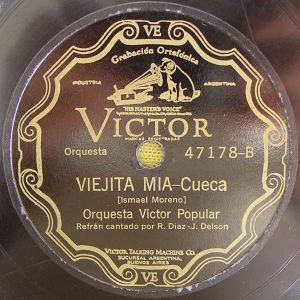 VE
Grabación Ortofónica
INDUSTRIA ARGENTINA
"HIS MASTER'S VOICE"
VICTOR
MARCAS REGISTRADAS
Orquesta 47178-B
VIEJITA MIA-Cueca
[Ismael Moreno]
Orquesta Victor Popular
Refrán cantado por R. Diaz-J. Delson
VICTOR TALKING MACHINE CO.
SUCURSAL ARGENTINA,
BUENOS AIRES
VE